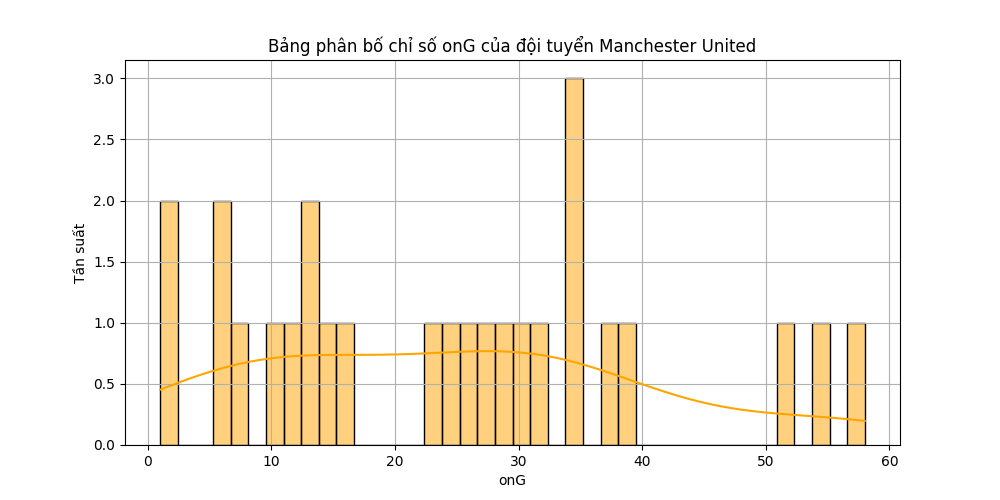 Bảng phân bố chỉ số onG của đội tuyển Manchester United
3.0
2.5
2.0
1.5
1.0
0.5
0.0
Tần suất
0 10 20 30 40 50 60
onG